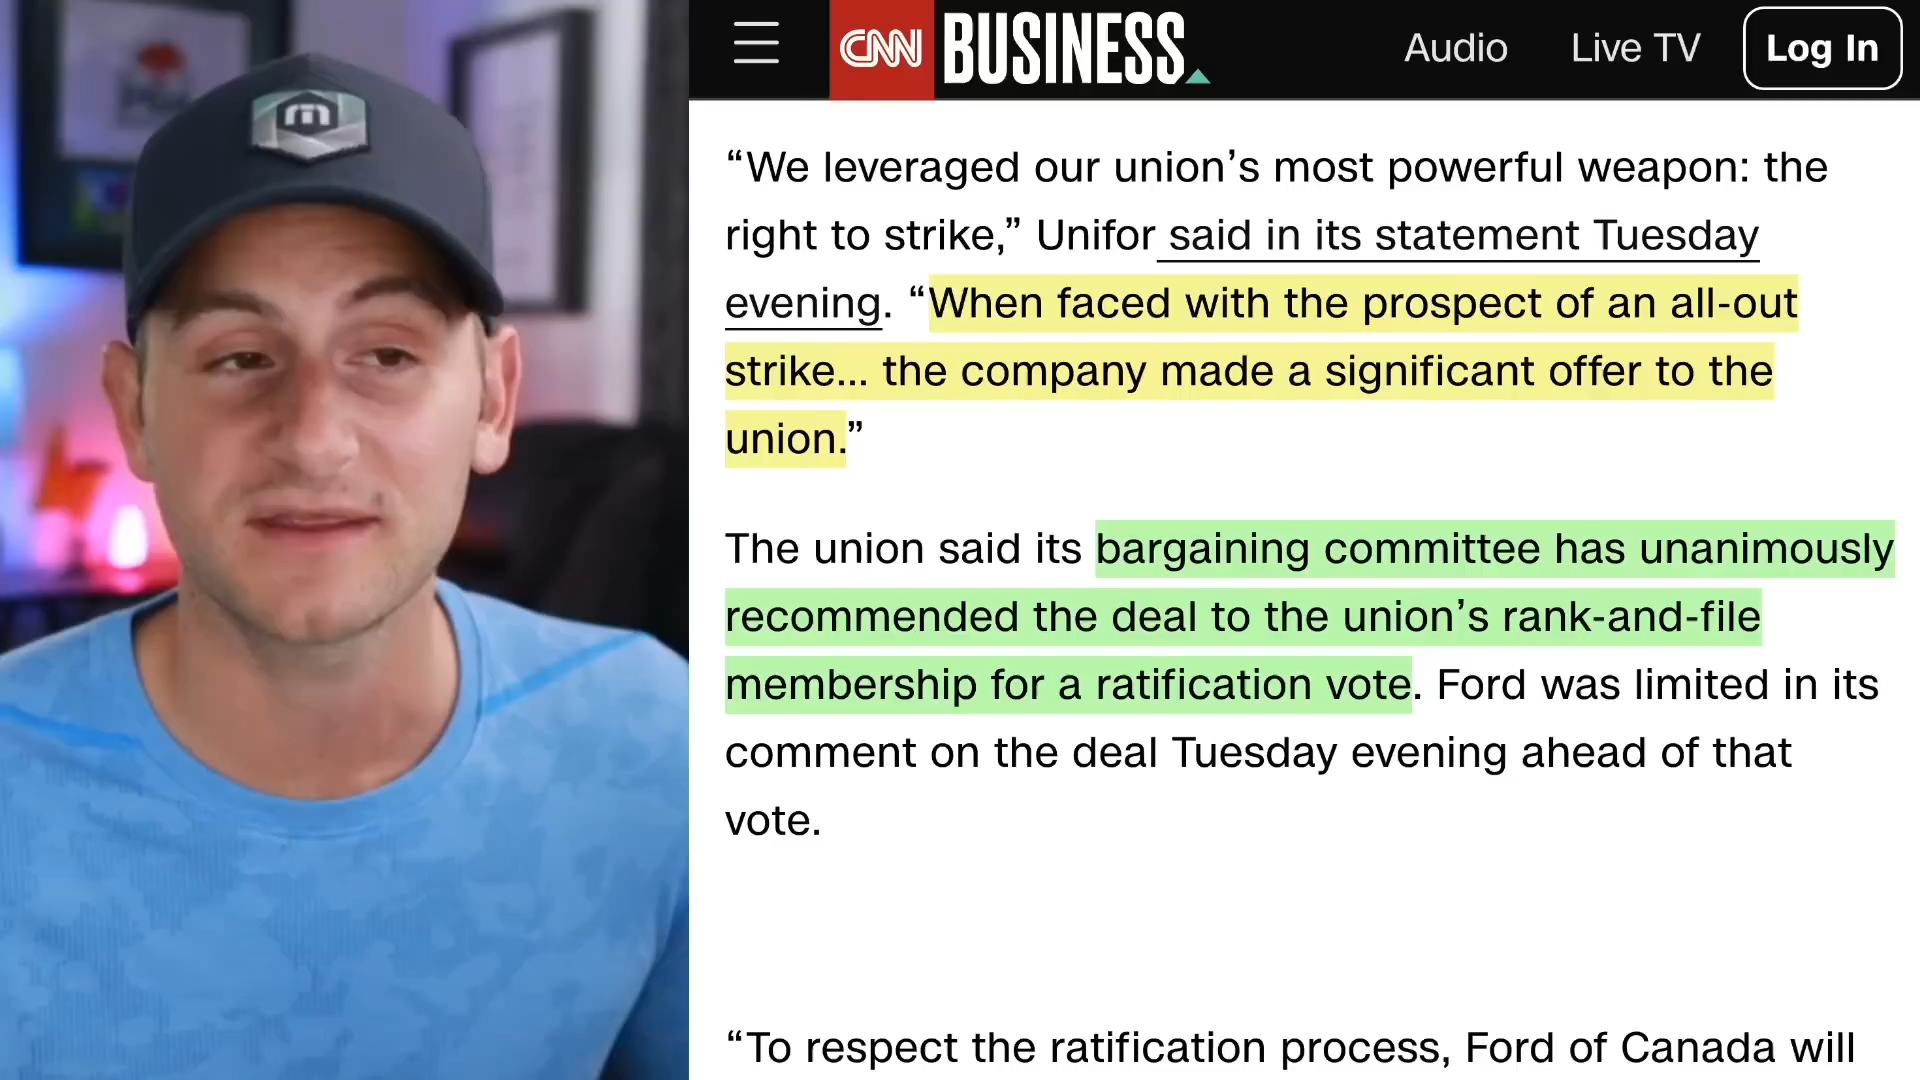 CNN BUSINESS
Audio
Live TV
Log In
“We leveraged our union’s most powerful weapon: the
right to strike,” Unifor said in its statement Tuesday
evening. “When faced with the prospect of an all-out
strike... the company made a significant offer to the
union.”
The union said its bargaining committee has unanimously
recommended the deal to the union’s rank-and-file
membership for a ratification vote. Ford was limited in its
comment on the deal Tuesday evening ahead of that
vote.
“To respect the ratification process, Ford of Canada will